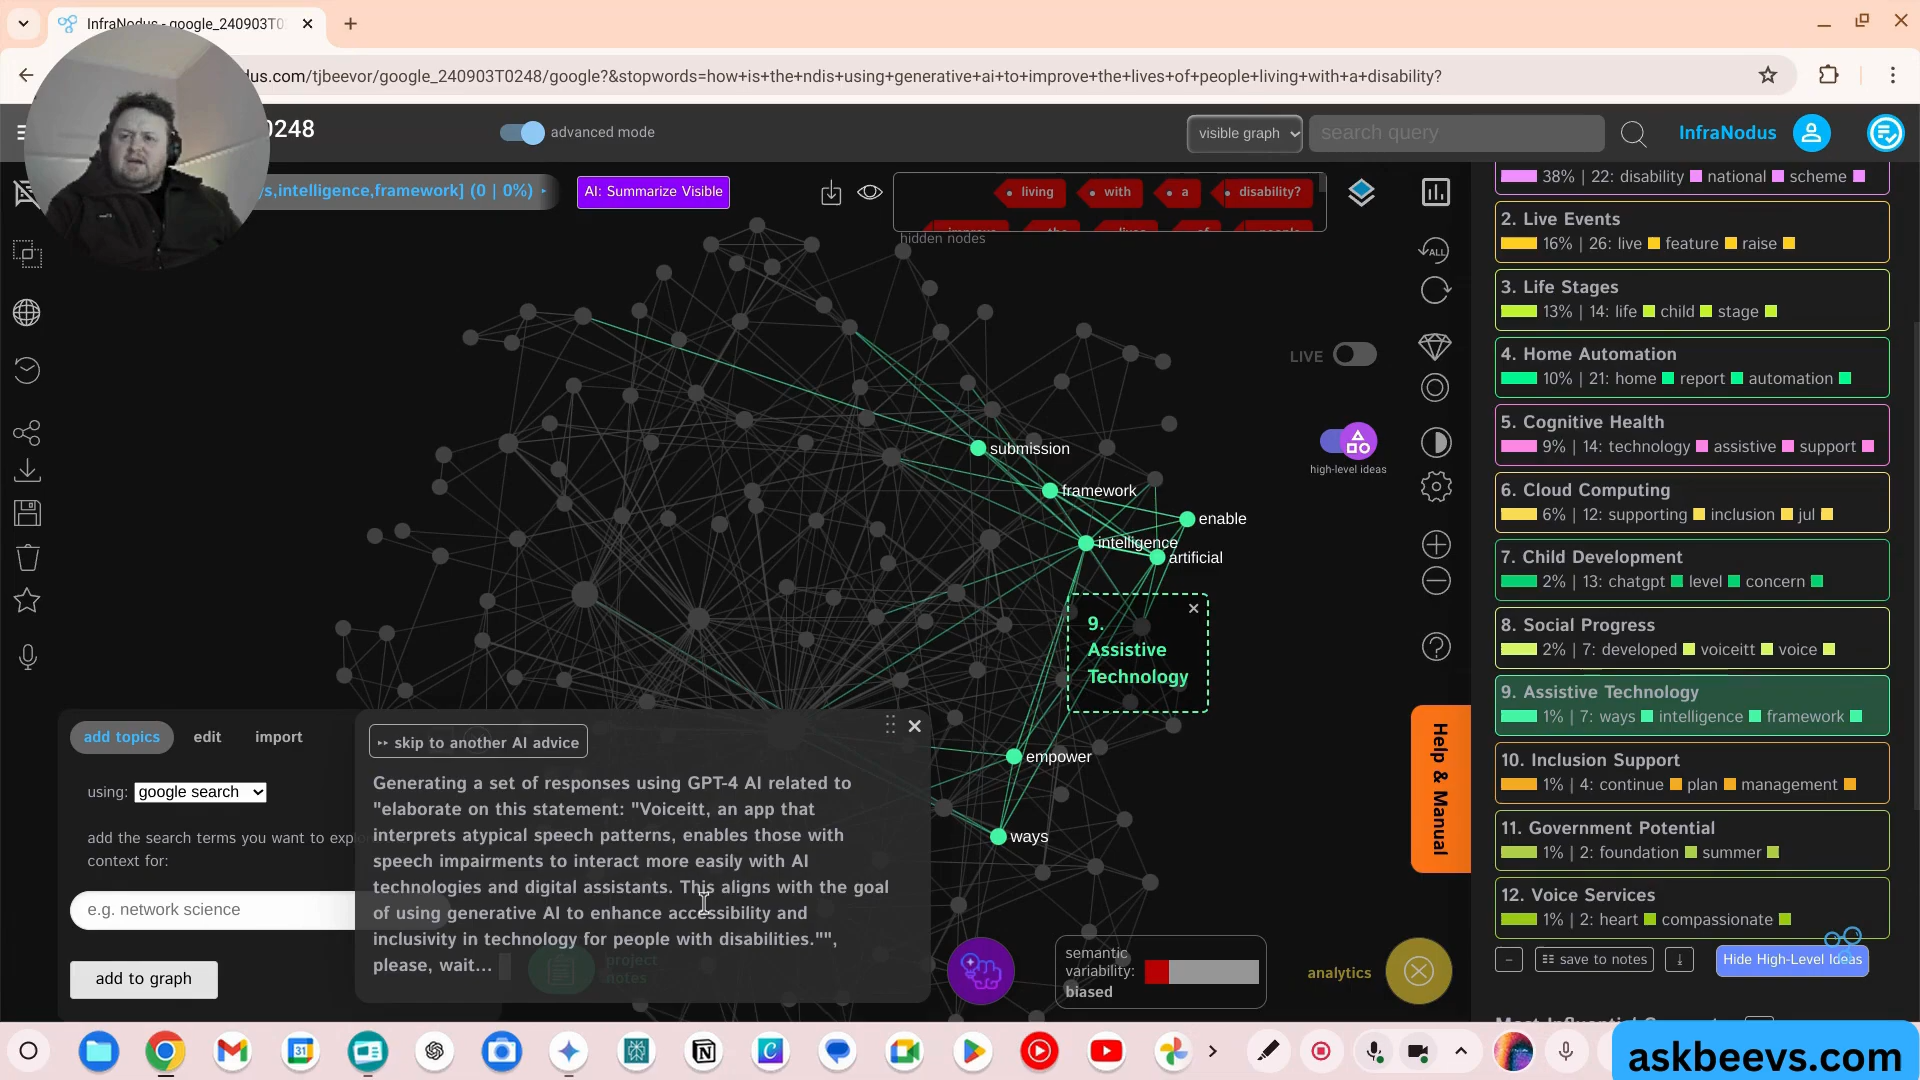 InfraNodus - google_240903T0
dus.com/tjbeevor/google_240903T0248/google?&stopwords=how+is+the+ndis+using+generative+ai+to+improve+the+lives+of+people+living+with+a+disability?
0248
advanced mode
visible graph
search query
InfraNodus
s,intelligence,framework] (0 | 0%)
AI: Summarize Visible
living
with
a
disability?
improve
the
lives
of
people
hidden nodes
ALL
LIVE
high-level ideas
submission
framework
enable
intelligence
artificial
9.
Assistive
Technology
empower
ways
Help & Manual
38% | 22: disability national scheme
2. Live Events
16% | 26: live feature raise
3. Life Stages
13% | 14: life child stage
4. Home Automation
10% | 21: home report automation
5. Cognitive Health
9% | 14: technology assistive support
6. Cloud Computing
6% | 12: supporting inclusion jul
7. Child Development
2% | 13: chatgpt level concern
8. Social Progress
2% | 7: developed voiceitt voice
9. Assistive Technology
1% | 7: ways intelligence framework
10. Inclusion Support
1% | 4: continue plan management
11. Government Potential
1% | 2: foundation summer
12. Voice Services
1% | 2: heart compassionate
save to notes
Hide High-Level Ideas
add topics
edit
import
using: google search
add the search terms you want to exp
context for:
e.g. network science
add to graph
skip to another AI advice
Generating a set of responses using GPT-4 AI related to
"elaborate on this statement: "Voiceitt, an app that
interprets atypical speech patterns, enables those with
speech impairments to interact more easily with AI
technologies and digital assistants. This aligns with the goal
of using generative AI to enhance accessibility and
inclusivity in technology for people with disabilities."",
please, wait...
project
notes
semantic
variability:
biased
analytics
askbeevs.com